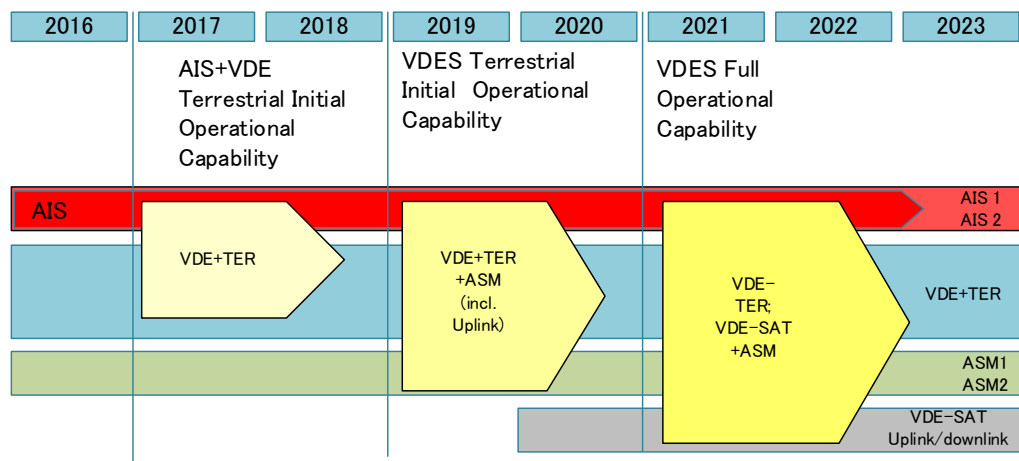 2016 2017 2018 2019 2020 2021 2022 2023
AIS+VDE
Terrestrial Initial
Operational
Capability
VDES Terrestrial
Initial Operational
Capability
VDES Full
Operational
Capability
AIS
AIS 1
AIS 2
VDE+TER
VDE+TER
+ASM
(incl.
Uplink)
VDE-
TER;
VDE-SAT
+ASM
VDE+TER
ASM1
ASM2
VDE-SAT
Uplink/downlink